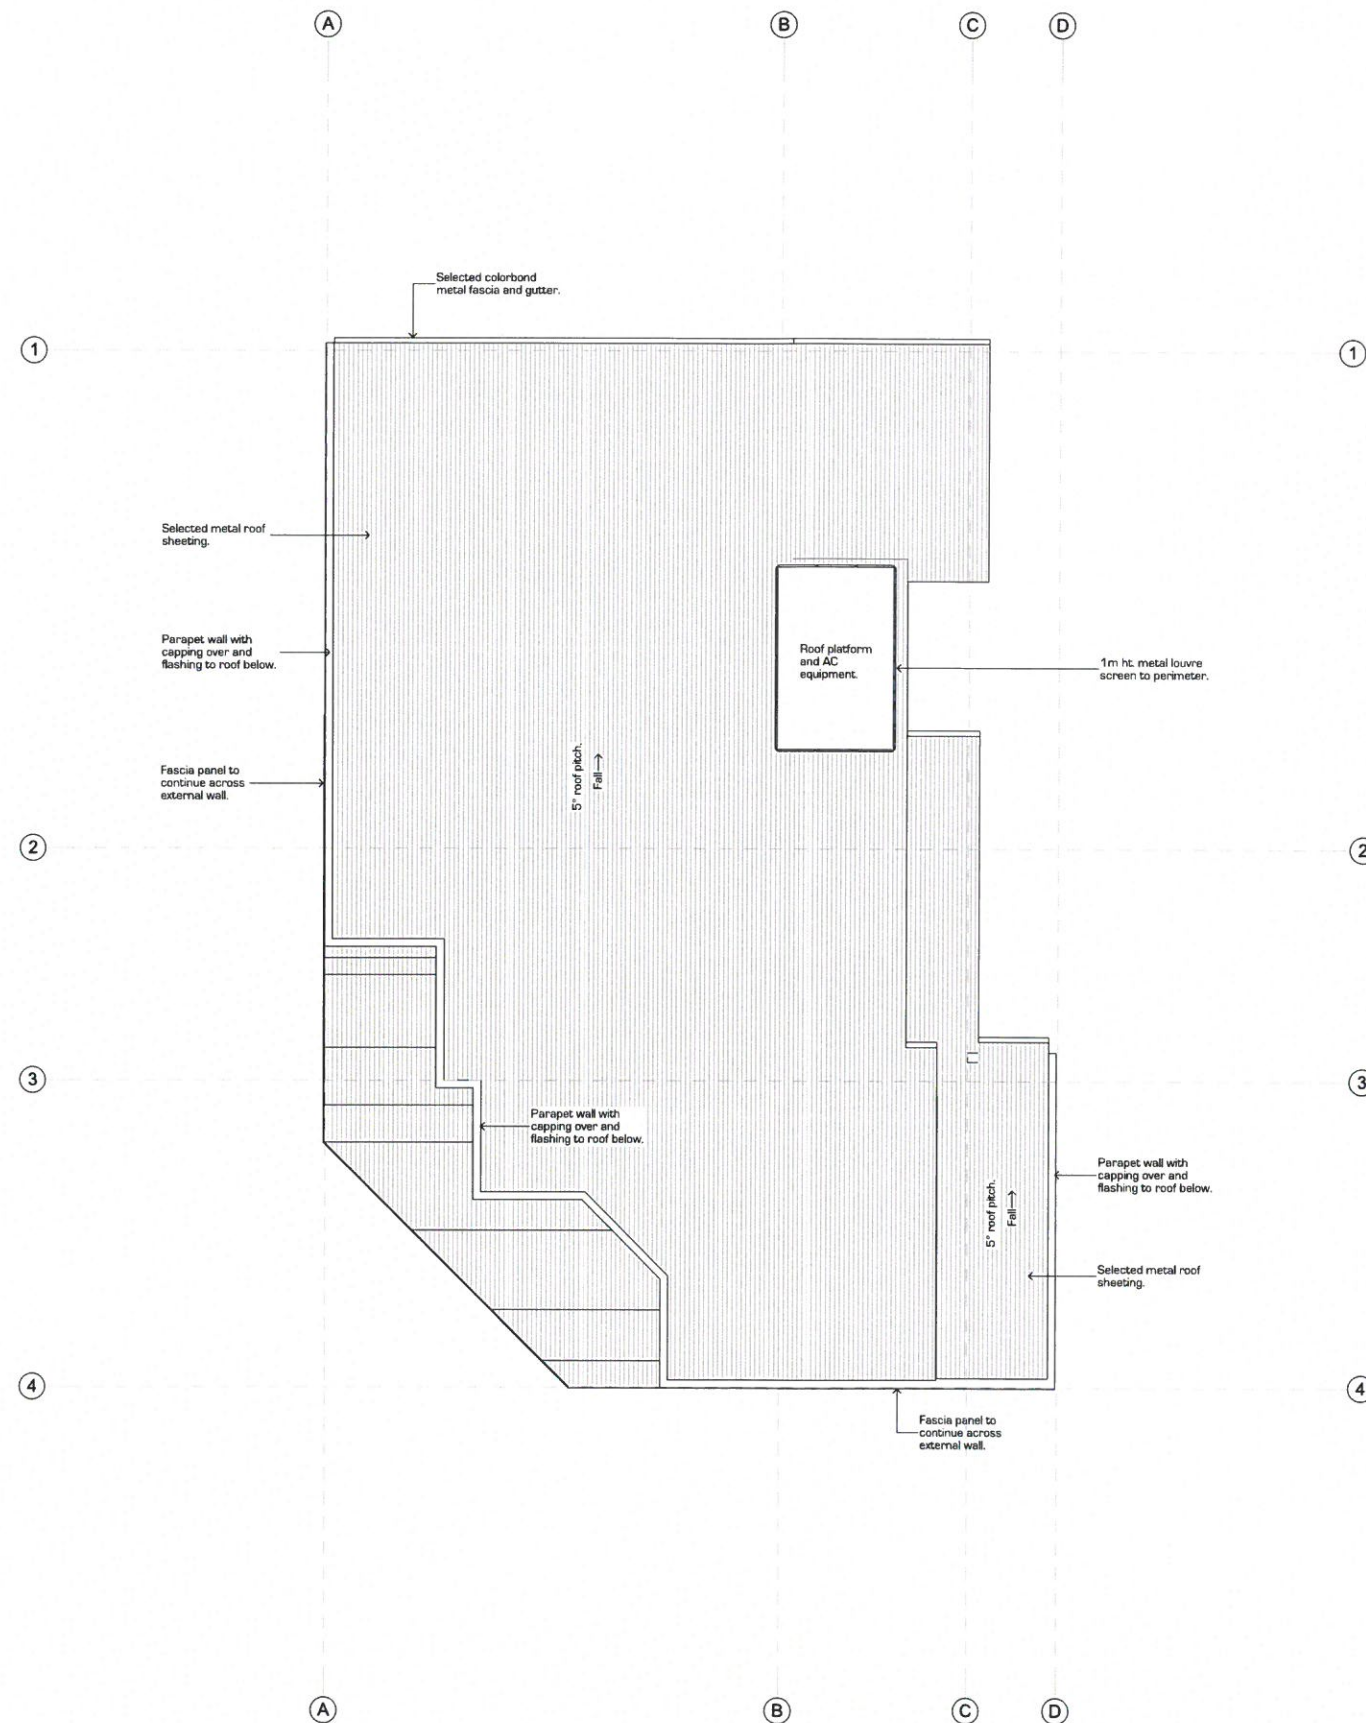 A
B
C
D
Selected colorbond
metal fascia and gutter.
1
1
Selected metal roof
sheeting.
Parapet wall with
capping over and
flashing to roof below.
Roof platform
and AC
equipment.
1m ht. metal louvre
screen to perimeter.
Fascia panel to
continue across
external wall.
5° roof pitch.
Fall
2
2
3
3
Parapet wall with
capping over and
flashing to roof below.
Parapet wall with
capping over and
flashing to roof below.
5° roof pitch.
Fall
Selected metal roof
sheeting.
4
4
Fascia panel to
continue across
external wall.
A
B
C
D